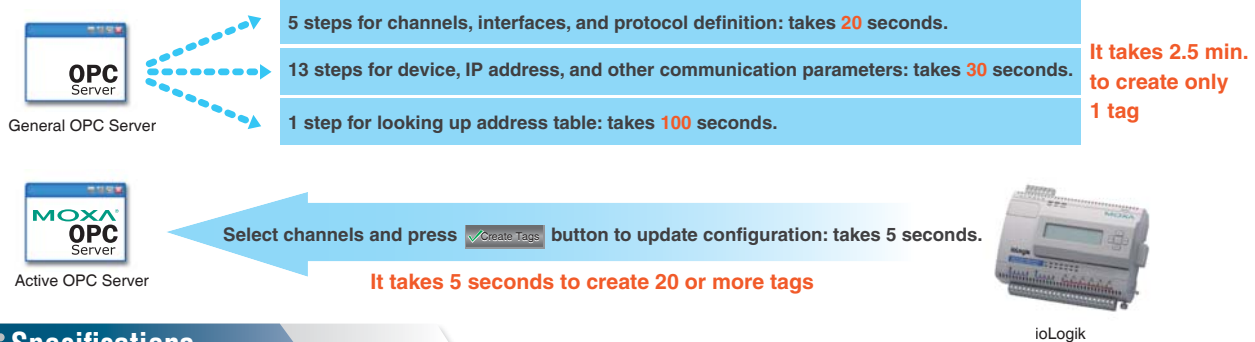 OPC
Server
General OPC Server
5 steps for channels, interfaces, and protocol definition: takes 20 seconds.
13 steps for device, IP address, and other communication parameters: takes 30 seconds.
1 step for looking up address table: takes 100 seconds.
It takes 2.5 min.
to create only
1 tag
MOXA
OPC
Server
Active OPC Server
Select channels and press Create Tags button to update configuration: takes 5 seconds.
It takes 5 seconds to create 20 or more tags
MOXA
ioLogik
ioLogik
Specifications